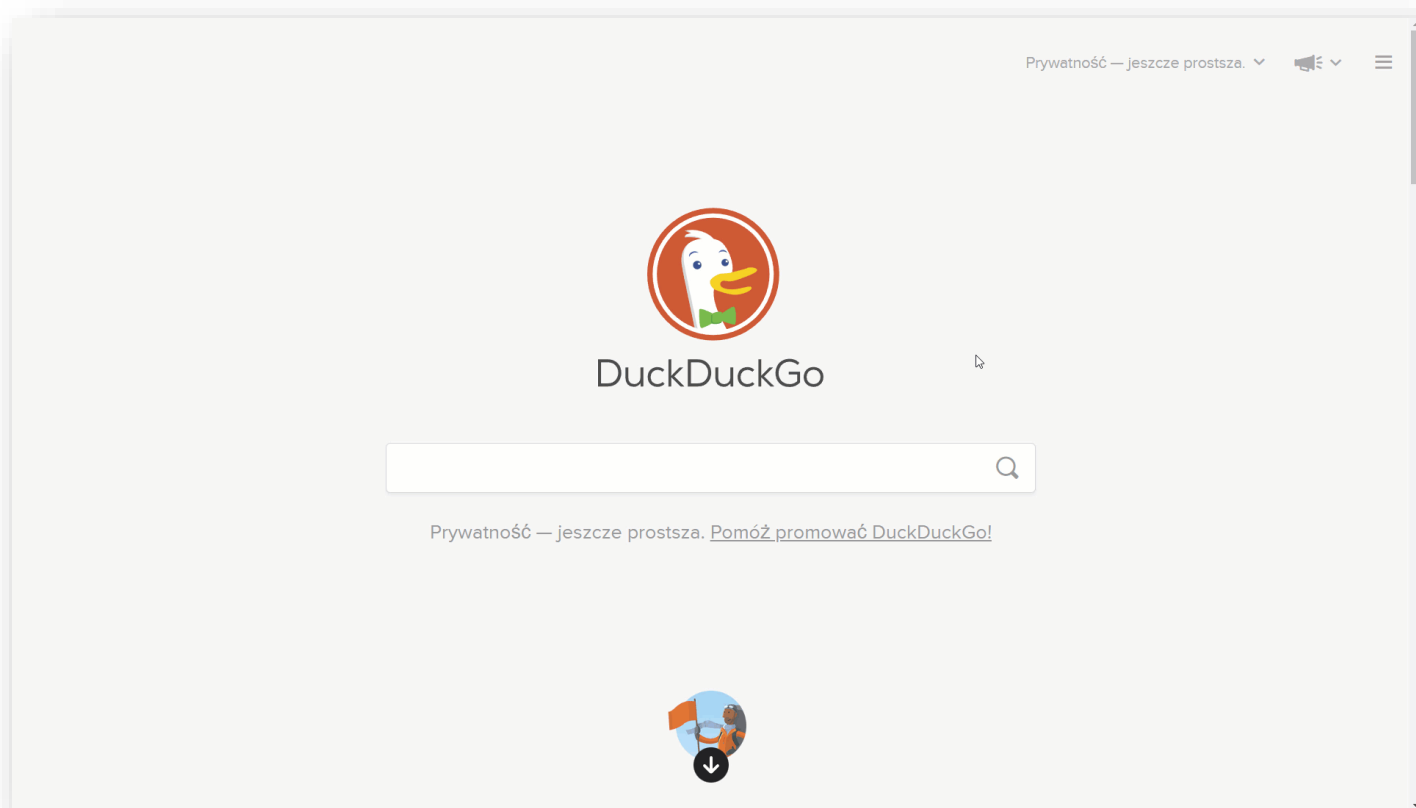 Prywatność — jeszcze prostsza.
DuckDuckGo
Prywatność — jeszcze prostsza. Pomóż promować DuckDuckGo!